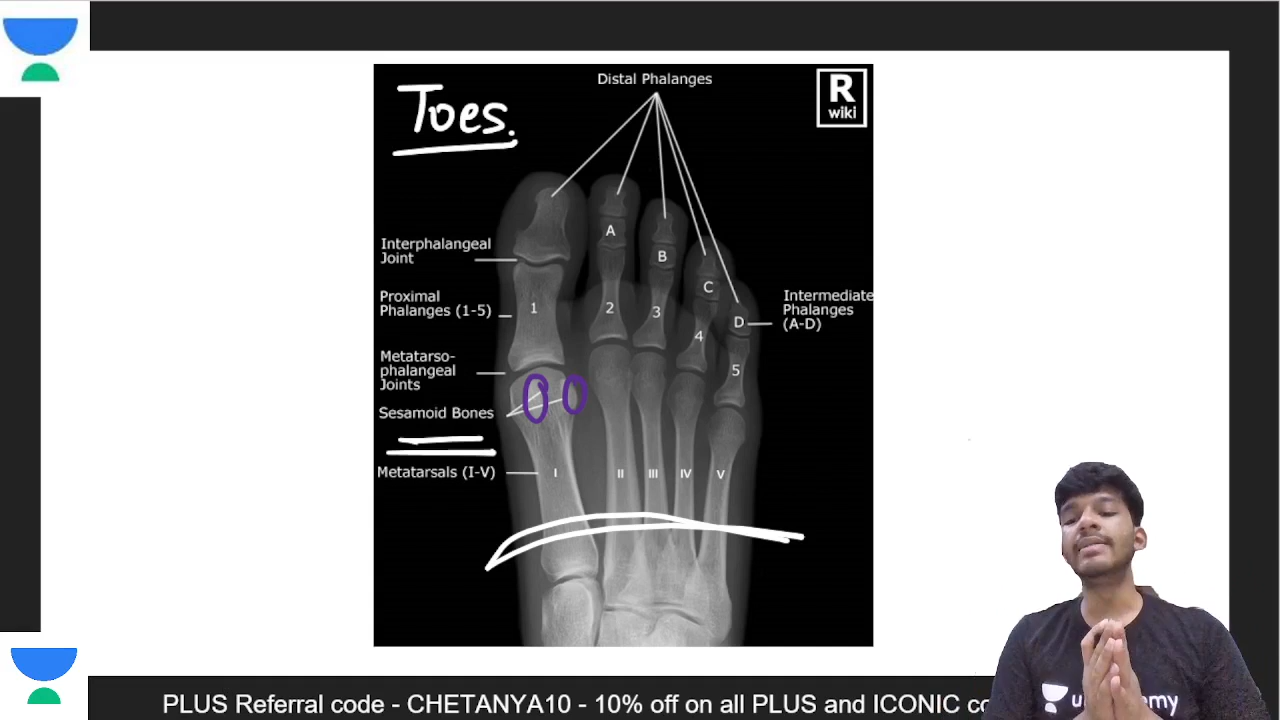 Distal Phalanges
R
wiki
Toes.
A
Interphalangeal
Joint
B
C
Proximal
Phalanges (1-5)
1
2
3
4
5
D
Intermediate
Phalanges
(A-D)
Metatarso-
phalangeal
Joints
Sesamoid Bones
Metatarsals (I-V)
I
II
III
IV
V
PLUS Referral code - CHETANYA10 - 10% off on all PLUS and ICONIC